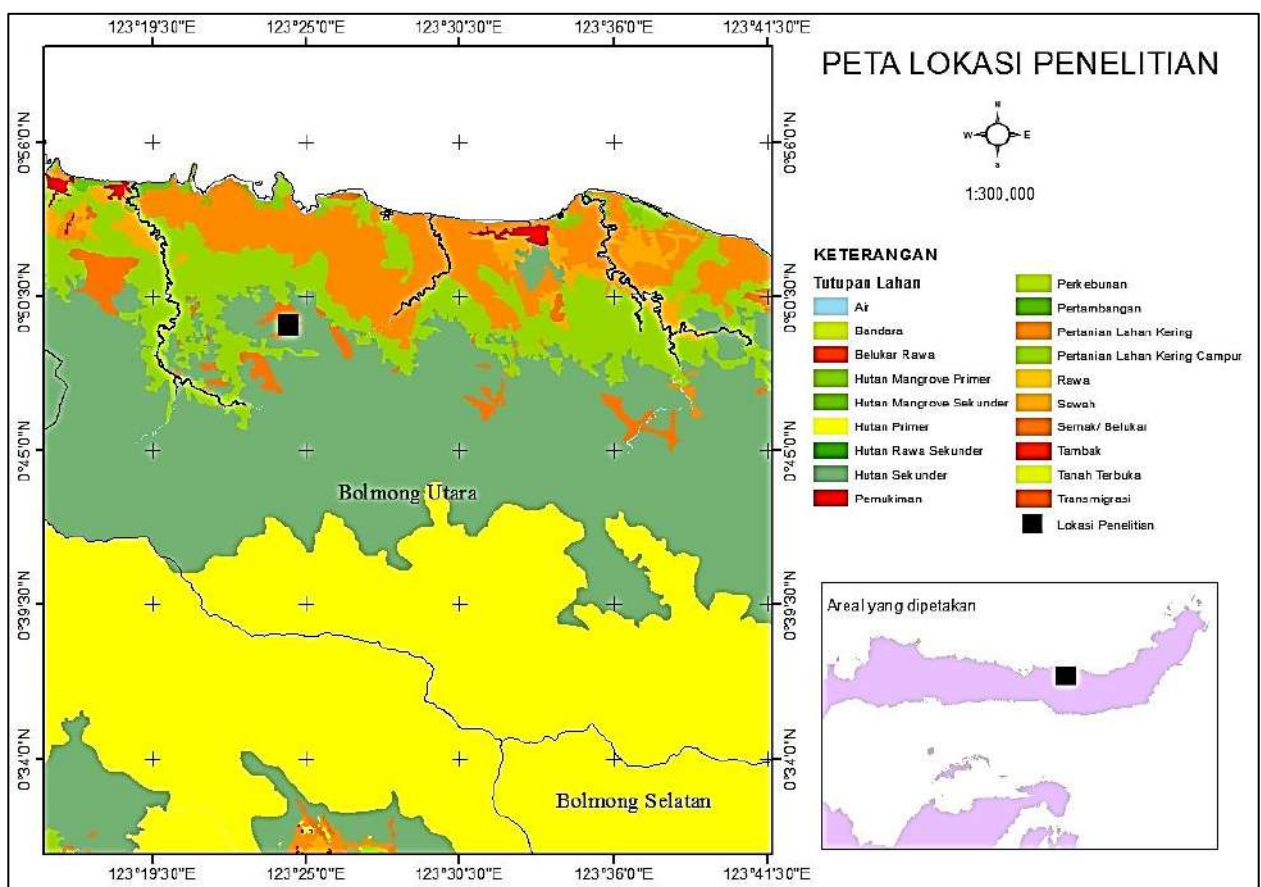 123°19'30"E 123°25'0"E 123°30'30"E 123°36'0"E 123°41'30"E
PETA LOKASI PENELITIAN
N
W E
S
1:300,000
0°56'0"N 0°56'0"N
0°50'30"N 0°50'30"N
0°45'0"N 0°45'0"N
0°39'30"N 0°39'30"N
0°34'0"N 0°34'0"N
Bolmong Utara
Bolmong Selatan
KETERANGAN
Tutupan Lahan
Air
Bandara
Belukar Rawa
Hutan Mangrove Primer
Hutan Mangrove Sekunder
Hutan Primer
Hutan Rawa Sekunder
Hutan Sekunder
Pemukiman
Perkebunan
Pertambangan
Pertanian Lahan Kering
Pertanian Lahan Kering Campur
Rawa
Sawah
Semak/ Belukar
Tambak
Tanah Terbuka
Transmigrasi
Lokasi Penelitian
Areal yang dipetakan
123°19'30"E 123°25'0"E 123°30'30"E 123°36'0"E 123°41'30"E